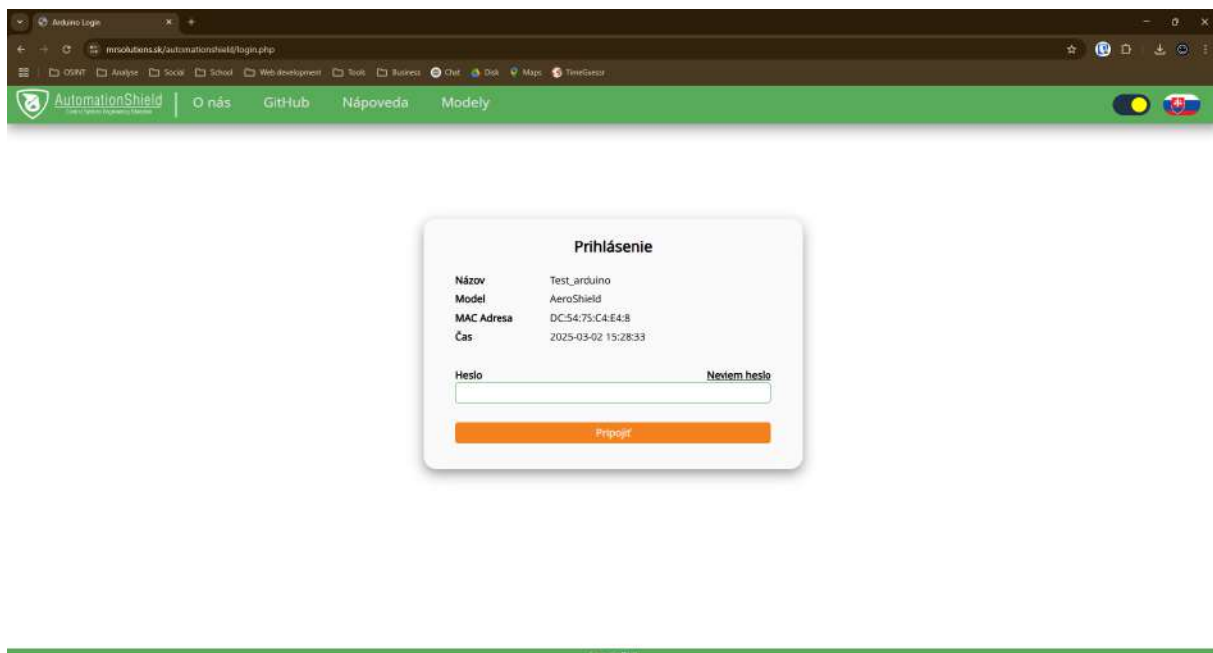 Arduino Login
mrsolutions.sk/automationshield/login.php
OSINT Analyse Social School Web development Tools Business Chat Disk Maps TimeGuessr
AutomationShield O nás GitHub Nápoveda Modely
Prihlásenie
Názov Test_arduino
Model AeroShield
MAC Adresa DC:54:75:C4:E4:8
Čas 2025-03-02 15:28:33
Heslo Neviem heslo
Pripojiť